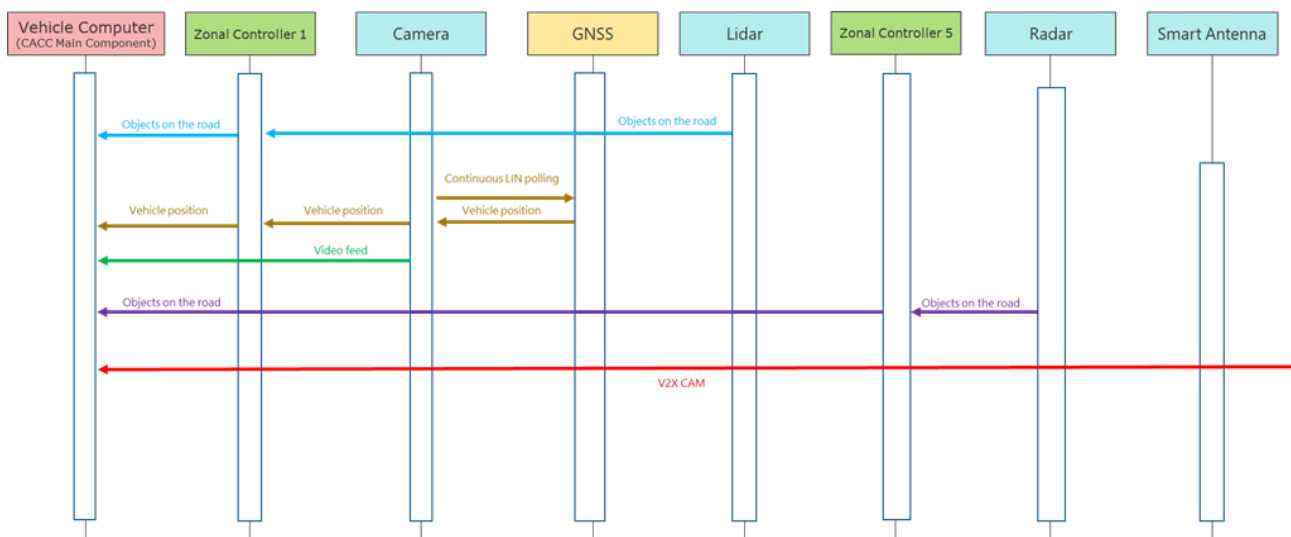 Vehicle Computer
(CACC Main Component)
Zonal Controller 1
Camera
GNSS
Lidar
Zonal Controller 5
Radar
Smart Antenna
Objects on the road
Objects on the road
Continuous LIN polling
Vehicle position
Vehicle position
Vehicle position
Video feed
Objects on the road
Objects on the road
V2X CAM